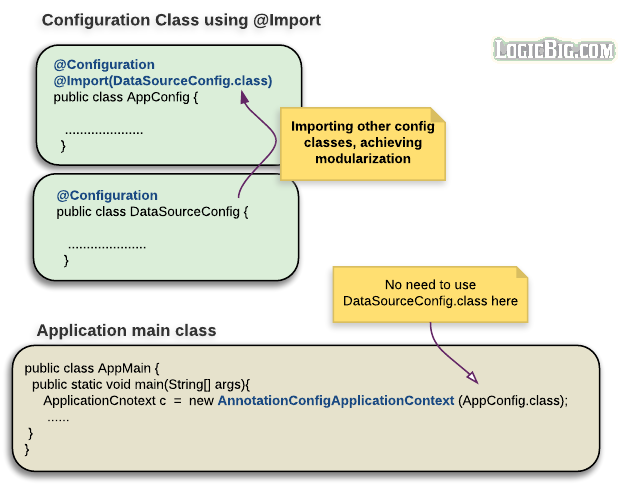 Configuration Class using @Import
LogicBig.com
@Configuration
@Import(DataSourceConfig.class)
public class AppConfig {
.....................
}
Importing other config
classes, achieving
modularization
@Configuration
public class DataSourceConfig {
.....................
}
No need to use
DataSourceConfig.class here
Application main class
public class AppMain {
public static void main(String[] args){
ApplicationCnotext c = new AnnotationConfigApplicationContext (AppConfig.class);
......
}
}